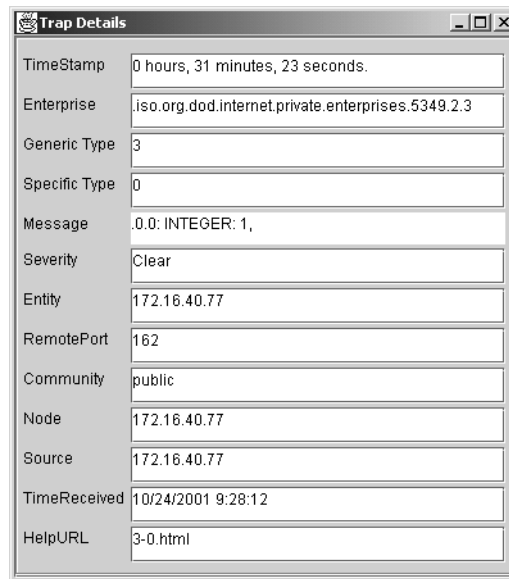 Trap Details
TimeStamp 0 hours, 31 minutes, 23 seconds.
Enterprise .iso.org.dod.internet.private.enterprises.5349.2.3
Generic Type 3
Specific Type 0
Message .0.0: INTEGER: 1,
Severity Clear
Entity 172.16.40.77
RemotePort 162
Community public
Node 172.16.40.77
Source 172.16.40.77
TimeReceived 10/24/2001 9:28:12
HelpURL 3-0.html